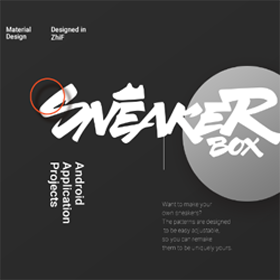 Material
Design
Designed in
ZhiF
SNEAKER
BOX
Android
Application
Projects
Want to make your
own sneakers?
The patterns are designed
to be easy adjustable,
so you can remake
them to be uniquely yours.